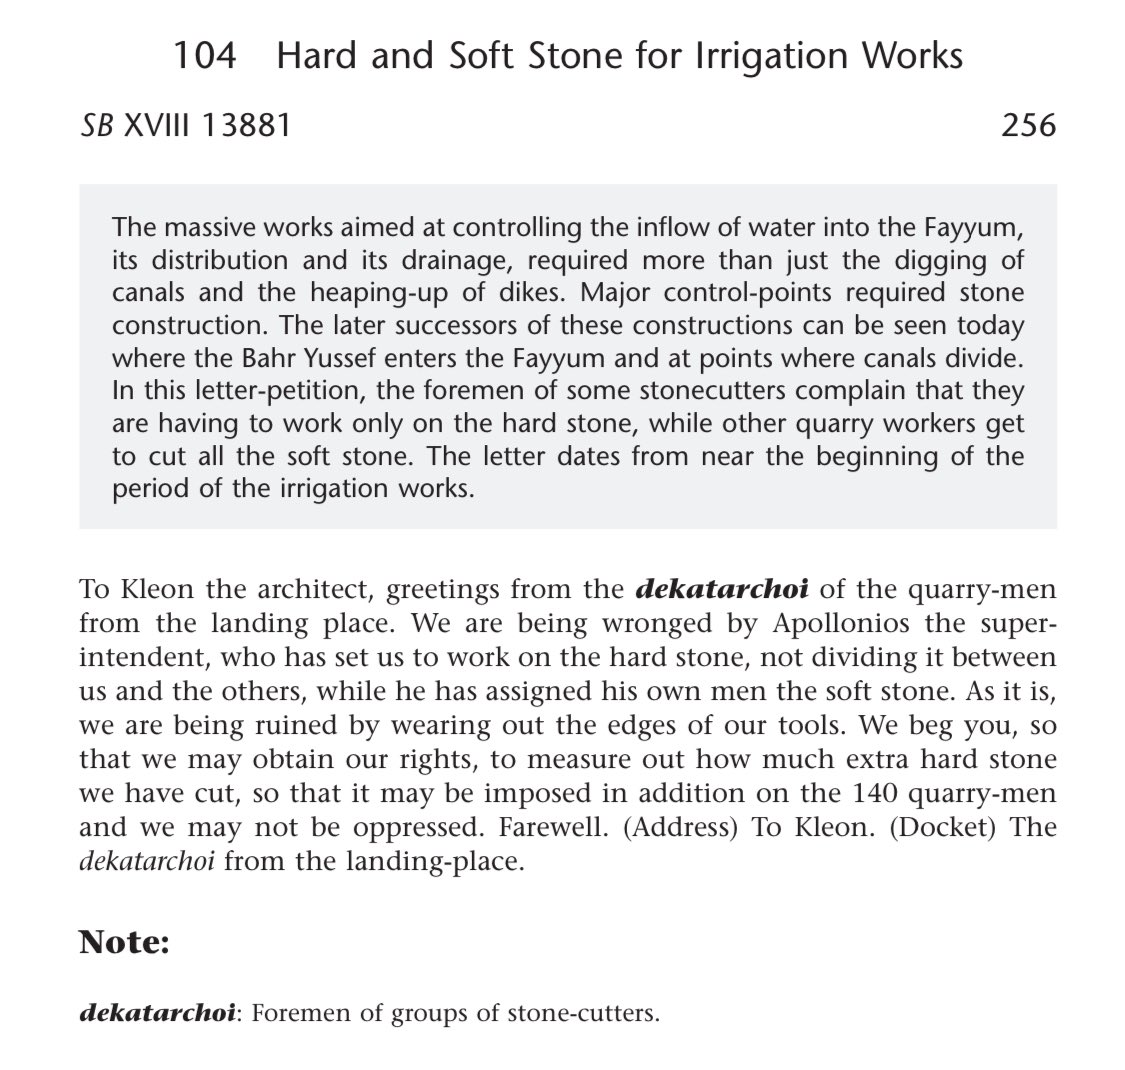 104 Hard and Soft Stone for Irrigation Works
SB XVIII 13881 256
The massive works aimed at controlling the inflow of water into the Fayyum,
its distribution and its drainage, required more than just the digging of
canals and the heaping-up of dikes. Major control-points required stone
construction. The later successors of these constructions can be seen today
where the Bahr Yussef enters the Fayyum and at points where canals divide.
In this letter-petition, the foremen of some stonecutters complain that they
are having to work only on the hard stone, while other quarry workers get
to cut all the soft stone. The letter dates from near the beginning of the
period of the irrigation works.
To Kleon the architect, greetings from the dekatarchoi of the quarry-men
from the landing place. We are being wronged by Apollonios the super-
intendent, who has set us to work on the hard stone, not dividing it between
us and the others, while he has assigned his own men the soft stone. As it is,
we are being ruined by wearing out the edges of our tools. We beg you, so
that we may obtain our rights, to measure out how much extra hard stone
we have cut, so that it may be imposed in addition on the 140 quarry-men
and we may not be oppressed. Farewell. (Address) To Kleon. (Docket) The
dekatarchoi from the landing-place.
Note:
dekatarchoi: Foremen of groups of stone-cutters.